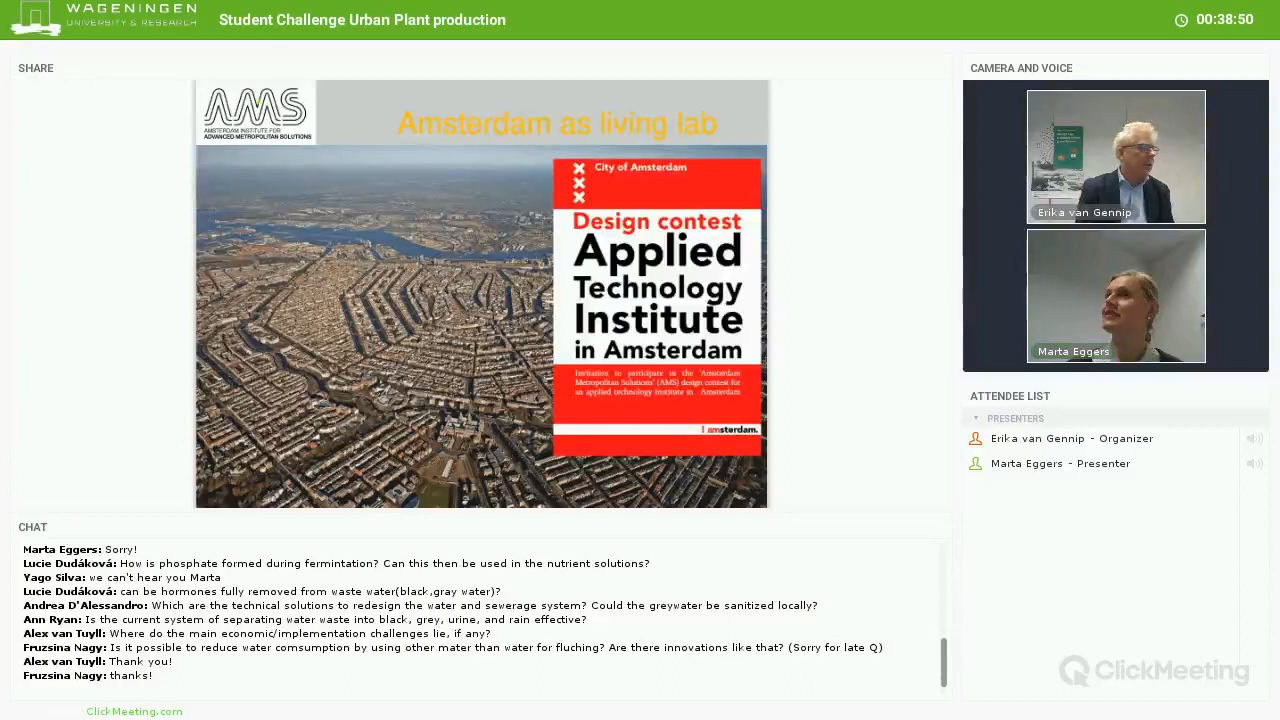 WAGENINGEN
UNIVERSITY & RESEARCH
Student Challenge Urban Plant production
00:38:50
SHARE
AMS
AMSTERDAM INSTITUTE FOR
ADVANCED METROPOLITAN SOLUTIONS
Amsterdam as living lab
City of Amsterdam
Design contest
Applied
Technology
Institute
in Amsterdam
Invitation to participate in the 'Amsterdam
Metropolitan Solutions' (AMS) design contest for
an applied technology institute in Amsterdam
I amsterdam.
CAMERA AND VOICE
Erika van Gennip
Marta Eggers
ATTENDEE LIST
PRESENTERS
Erika van Gennip - Organizer
Marta Eggers - Presenter
CHAT
Marta Eggers: Sorry!
Lucie Dudáková: How is phosphate formed during fermintation? Can this then be used in the nutrient solutions?
Yago Silva: we can't hear you Marta
Lucie Dudáková: can be hormones fully removed from waste water(black,gray water)?
Andrea D'Alessandro: Which are the technical solutions to redesign the water and sewerage system? Could the greywater be sanitized locally?
Ann Ryan: Is the current system of separating water waste into black, grey, urine, and rain effective?
Alex van Tuyll: Where do the main economic/implementation challenges lie, if any?
Fruzsina Nagy: Is it possible to reduce water comsumption by using other mater than water for fluching? Are there innovations like that? (Sorry for late Q)
Alex van Tuyll: Thank you!
Fruzsina Nagy: thanks!
ClickMeeting
ClickMeeting.com